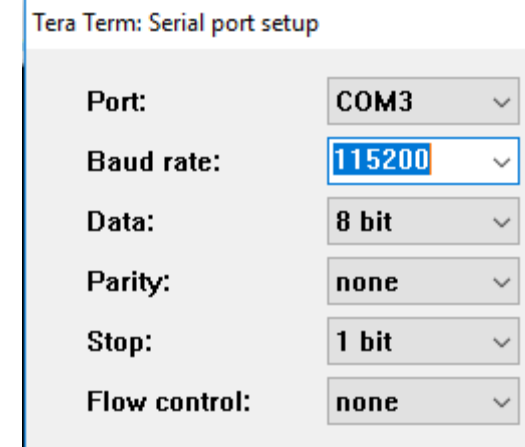 Tera Term: Serial port setup
Port: COM3
Baud rate: 115200
Data: 8 bit
Parity: none
Stop: 1 bit
Flow control: none